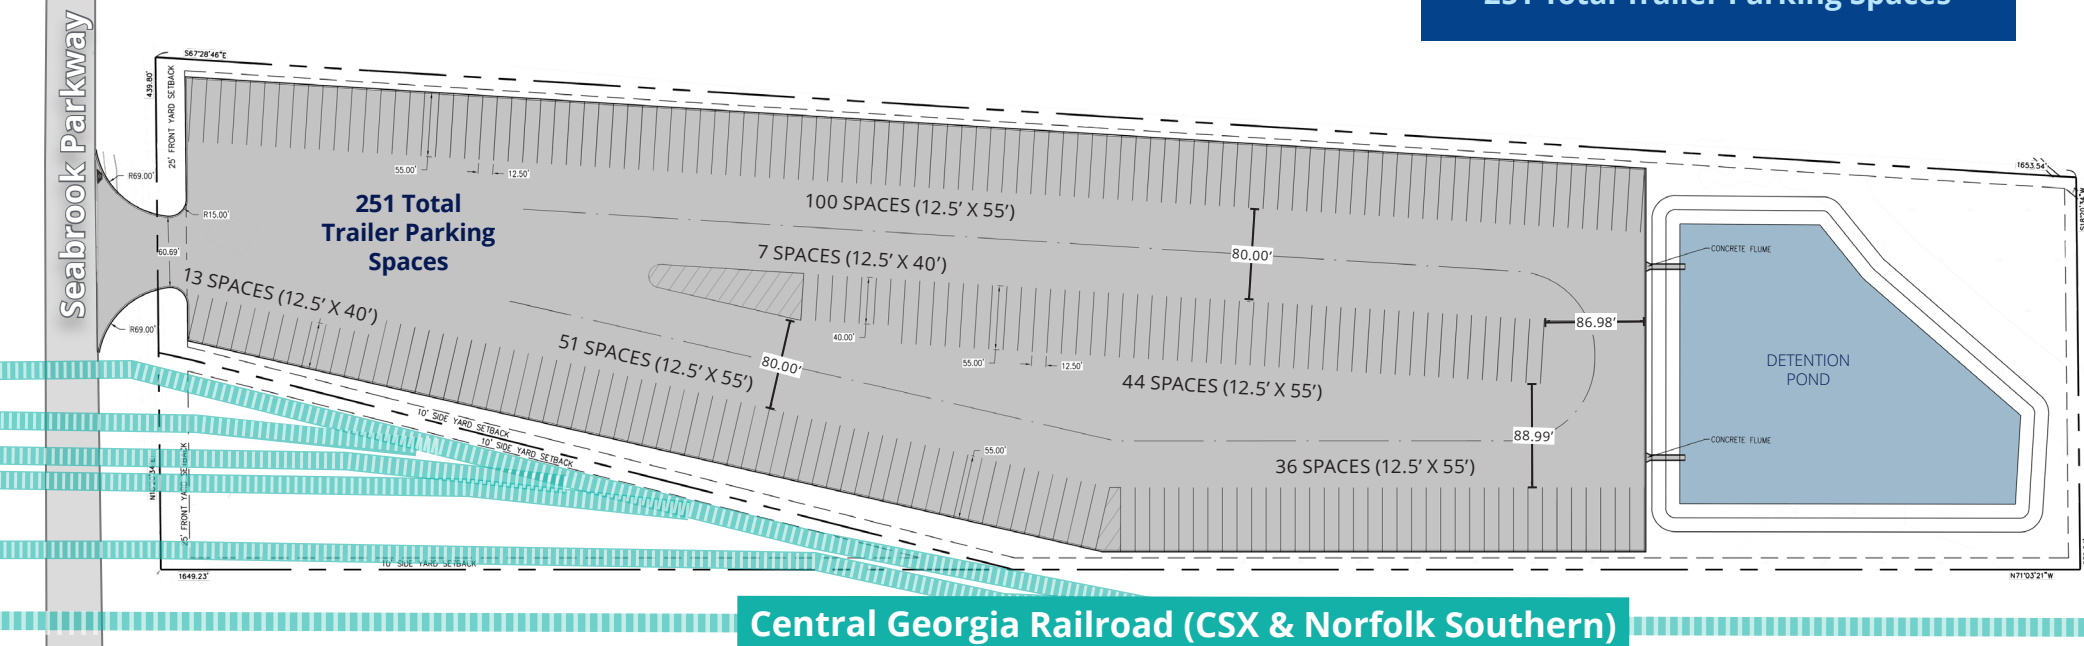 251 Total Trailer Parking Spaces
Seabrook Parkway
S67°28'46"E
439.80'
25' FRONT YARD SETBACK
R69.00'
R15.00'
60.69'
R69.00'
55.00'
12.50'
251 Total
Trailer Parking
Spaces
100 SPACES (12.5' X 55')
7 SPACES (12.5' X 40')
80.00'
13 SPACES (12.5' X 40')
40.00'
51 SPACES (12.5' X 55')
80.00'
55.00'
12.50'
44 SPACES (12.5' X 55')
86.98'
88.99'
36 SPACES (12.5' X 55')
55.00'
10' SIDE YARD SETBACK
10' SIDE YARD SETBACK
10' SIDE YARD SETBACK
1649.23'
CONCRETE FLUME
DETENTION
POND
CONCRETE FLUME
1653.54'
N71°03'21"W
Central Georgia Railroad (CSX & Norfolk Southern)